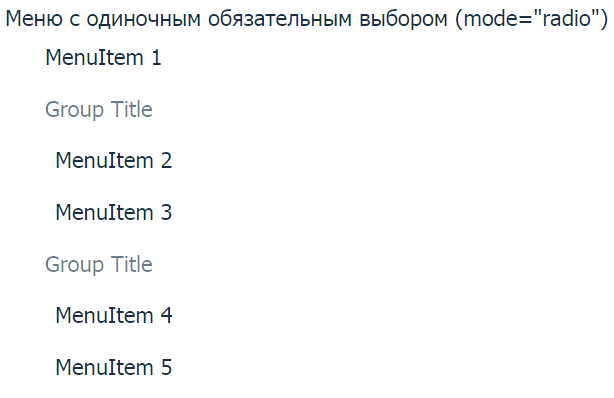 Меню с одиночным обязательным выбором (mode="radio")
MenuItem 1
Group Title
MenuItem 2
MenuItem 3
Group Title
MenuItem 4
MenuItem 5